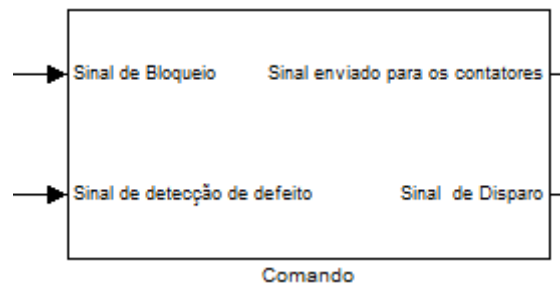 Sinal de Bloqueio
Sinal enviado para os contatores
Sinal de detecção de defeito
Sinal de Disparo
Comando